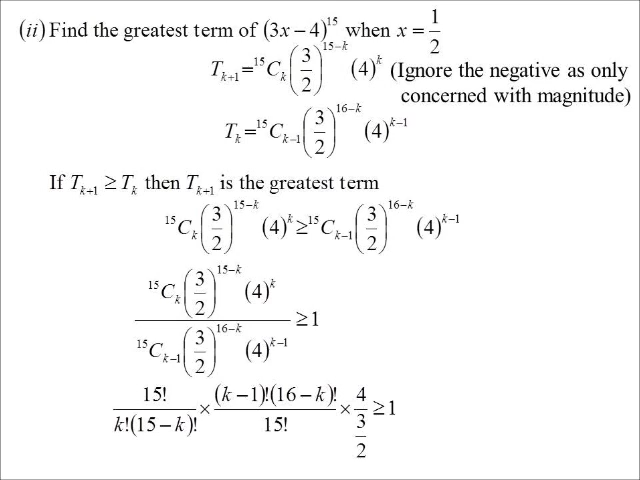 (ii) Find the greatest term of (3x − 4)^15 when x = 1/2
T_{k+1} = ^15C_k (3/2)^{15−k} (4)^k (Ignore the negative as only
concerned with magnitude)
T_k = ^15C_{k−1} (3/2)^{16−k} (4)^{k−1}
If T_{k+1} ≥ T_k then T_{k+1} is the greatest term
^15C_k (3/2)^{15−k} (4)^k ≥ ^15C_{k−1} (3/2)^{16−k} (4)^{k−1}
^15C_k (3/2)^{15−k} (4)^k / ^15C_{k−1} (3/2)^{16−k} (4)^{k−1} ≥ 1
15!/k!(15−k)! × (k−1)!(16−k)!/15! × 4/(3/2) ≥ 1